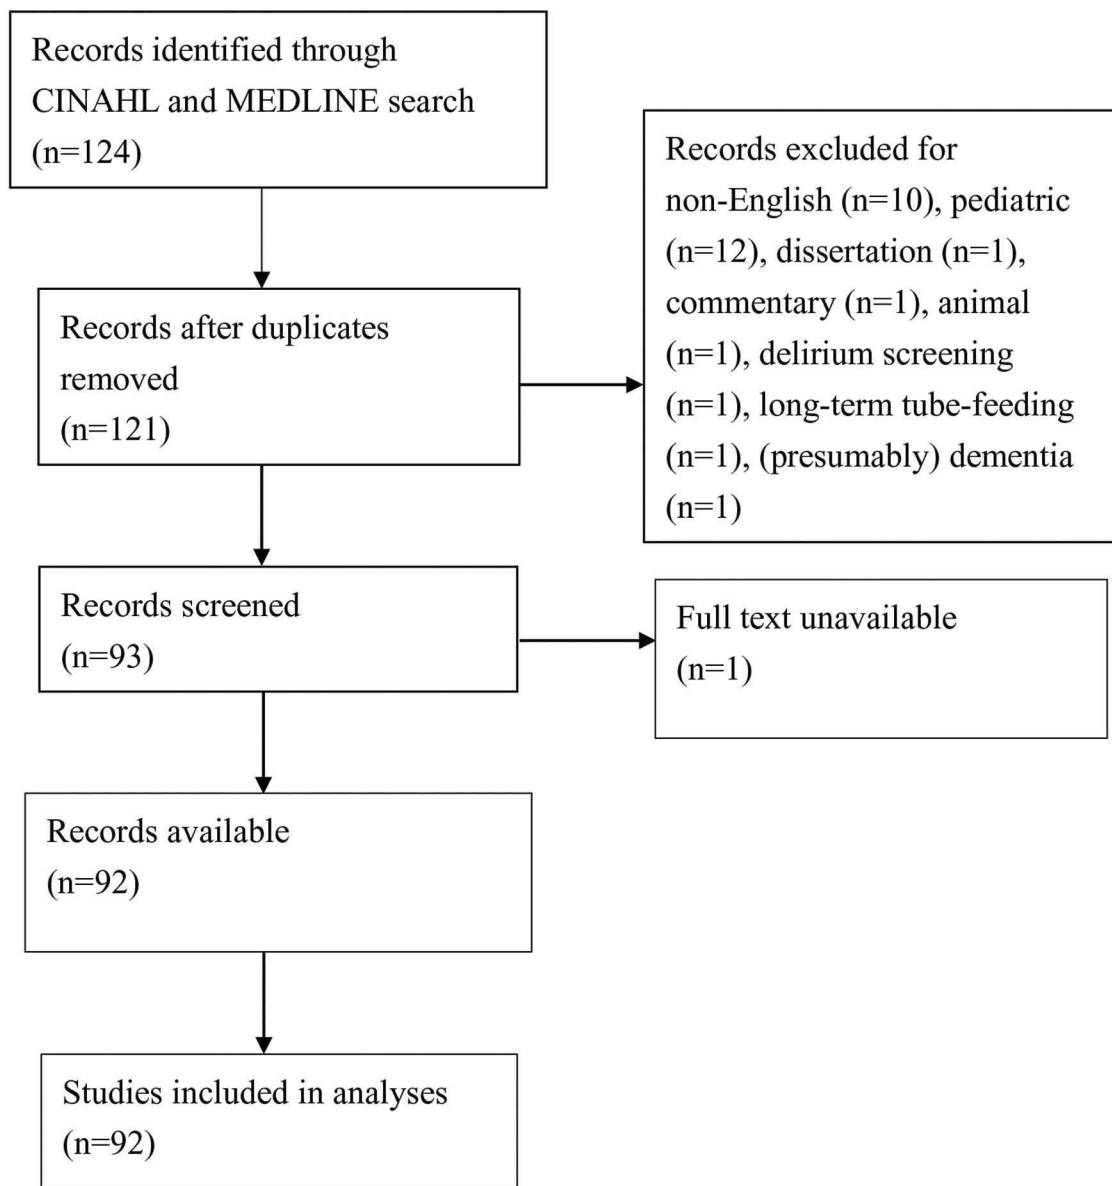 Records identified through
CINAHL and MEDLINE search
(n=124)
Records after duplicates
removed
(n=121)
Records excluded for
non-English (n=10), pediatric
(n=12), dissertation (n=1),
commentary (n=1), animal
(n=1), delirium screening
(n=1), long-term tube-feeding
(n=1), (presumably) dementia
(n=1)
Records screened
(n=93)
Full text unavailable
(n=1)
Records available
(n=92)
Studies included in analyses
(n=92)